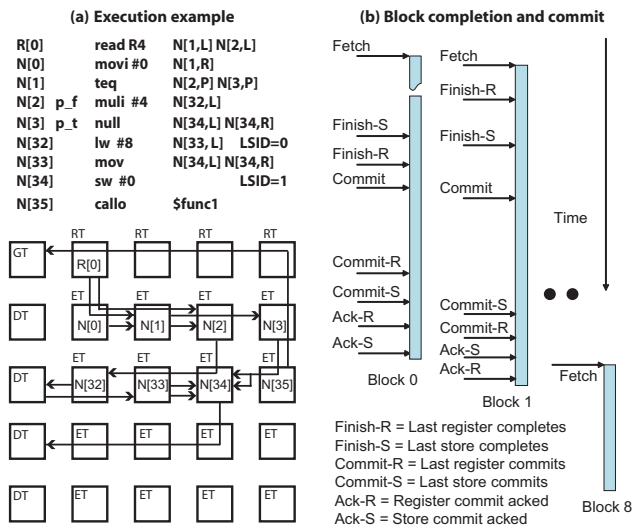 (a) Execution example
R[0] read R4 N[1,L] N[2,L]
N[0] movi #0 N[1,R]
N[1] teq N[2,P] N[3,P]
N[2] p_f muli #4 N[32,L]
N[3] p_t null N[34,L] N[34,R]
N[32] lw #8 N[33,L] LSID=0
N[33] mov N[34,L] N[34,R]
N[34] sw #0 LSID=1
N[35] callo $func1
RT RT RT RT
GT
R[0]
ET ET ET ET
DT
N[0] N[1] N[2] N[3]
ET ET ET ET
DT
N[32] N[33] N[34] N[35]
DT ET ET ET ET
DT ET ET ET ET
(b) Block completion and commit
Fetch
Finish-S
Finish-R
Commit
Commit-R
Commit-S
Ack-R
Ack-S
Block 0
Fetch
Finish-R
Finish-S
Commit
Commit-S
Commit-R
Ack-S
Ack-R
Block 1
Time
Fetch
Block 8
Finish-R = Last register completes
Finish-S = Last store completes
Commit-R = Last register commits
Commit-S = Last store commits
Ack-R = Register commit acked
Ack-S = Store commit acked